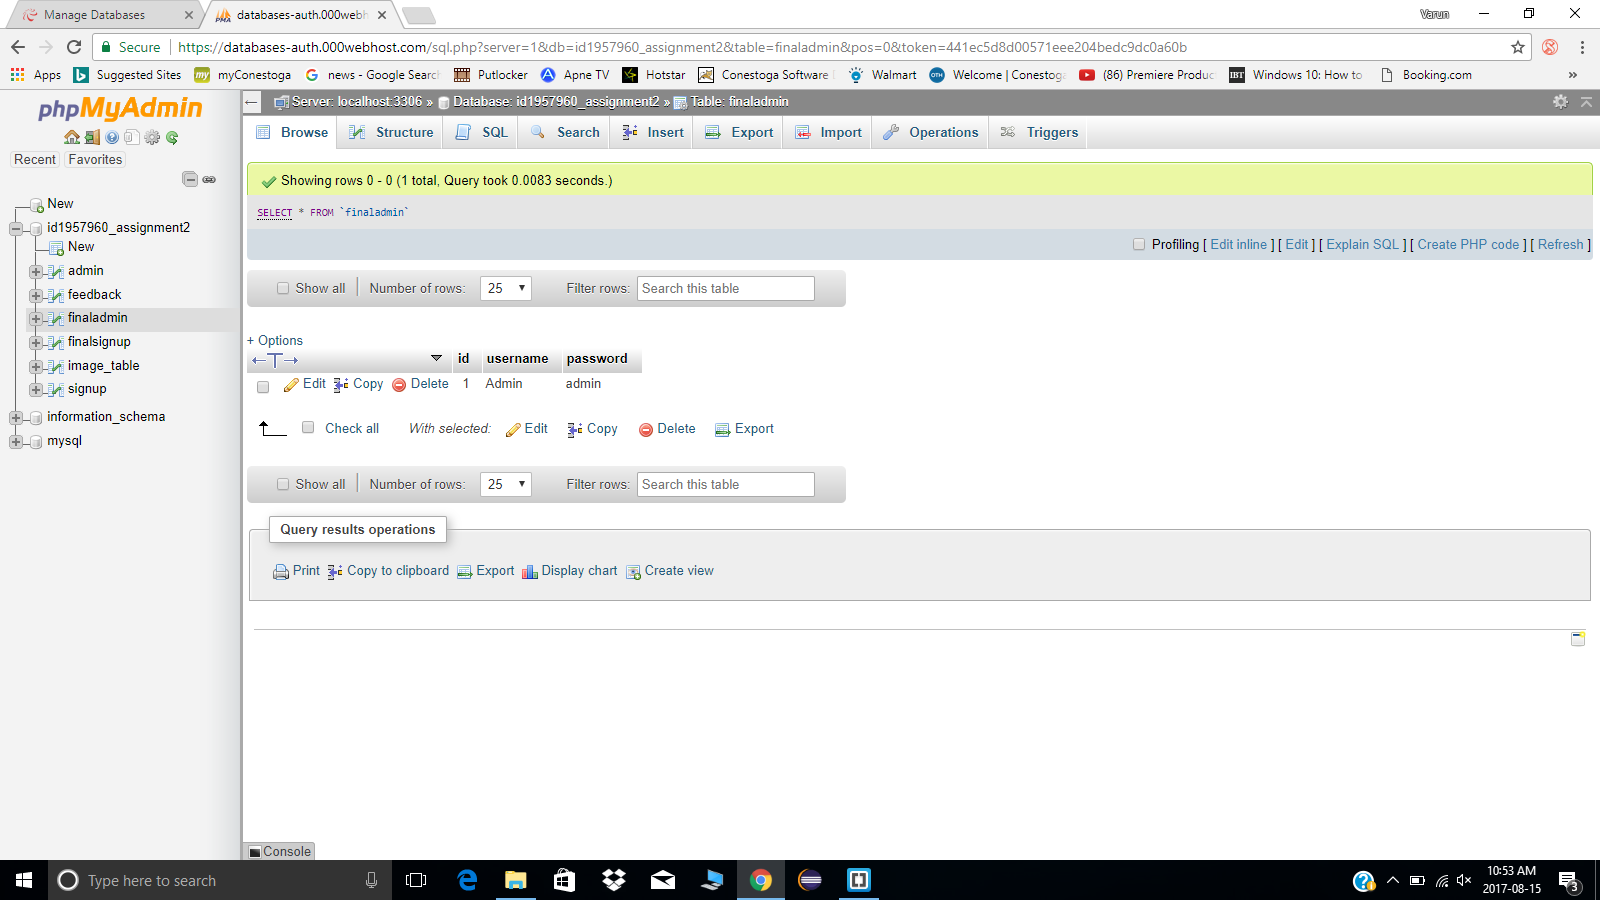 Manage Databases
databases-auth.000webh
Varun
Secure
https://databases-auth.000webhost.com/sql.php?server=1&db=id1957960_assignment2&table=finaladmin&pos=0&token=441ec5d8d00571eee204bedc9dc0a60b
Apps Suggested Sites my myConestoga news - Google Searc Putlocker Apne TV Hotstar Conestoga Software Walmart OTN Welcome | Conestoga (86) Premiere Produc IBT Windows 10: How to Booking.com »
phpMyAdmin
Recent Favorites
New
id1957960_assignment2
New
admin
feedback
finaladmin
finalsignup
image_table
signup
information_schema
mysql
Server: localhost:3306 » Database: id1957960_assignment2 » Table: finaladmin
Browse Structure SQL Search Insert Export Import Operations Triggers
Showing rows 0 - 0 (1 total, Query took 0.0083 seconds.)
SELECT * FROM `finaladmin`
Profiling [ Edit inline ] [ Edit ] [ Explain SQL ] [ Create PHP code ] [ Refresh ]
Show all Number of rows: 25 Filter rows: Search this table
+ Options
←T→ id username password
Edit Copy Delete 1 Admin admin
Check all With selected: Edit Copy Delete Export
Show all Number of rows: 25 Filter rows: Search this table
Query results operations
Print Copy to clipboard Export Display chart Create view
Console
Type here to search
10:53 AM
2017-08-15
3